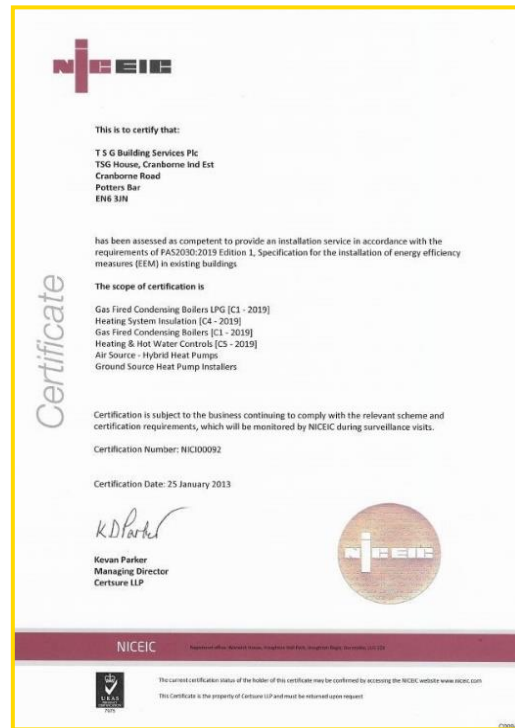 NICEIC
This is to certify that:
T S G Building Services Plc
TSG House, Cranborne Ind Est
Cranborne Road
Potters Bar
EN6 3JN
has been assessed as competent to provide an installation service in accordance with the
requirements of PAS2030:2019 Edition 1, Specification for the installation of energy efficiency
measures (EEM) in existing buildings
The scope of certification is
Gas Fired Condensing Boilers LPG [C1 - 2019]
Heating System Insulation [C4 - 2019]
Gas Fired Condensing Boilers [C1 - 2019]
Heating & Hot Water Controls [C5 - 2019]
Air Source - Hybrid Heat Pumps
Ground Source Heat Pump Installers
Certificate
Certification is subject to the business continuing to comply with the relevant scheme and
certification requirements, which will be monitored by NICEIC during surveillance visits.
Certification Number: NICI00092
Certification Date: 25 January 2013
K D Parker
Kevan Parker
Managing Director
Certsure LLP
NICEIC
NICEIC
UKAS
The current certification status of the holder of this certificate may be confirmed by accessing the NICEIC website www.niceic.com
This Certificate is the property of Certsure LLP and must be returned upon request